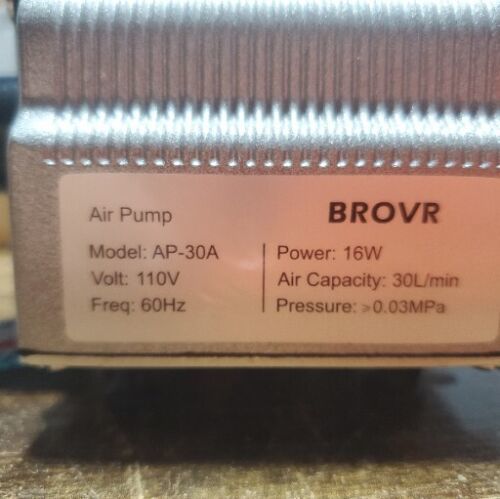 Air Pump
BROVR
Model: AP-30A
Volt: 110V
Freq: 60Hz
Power: 16W
Air Capacity: 30L/min
Pressure: >0.03MPa